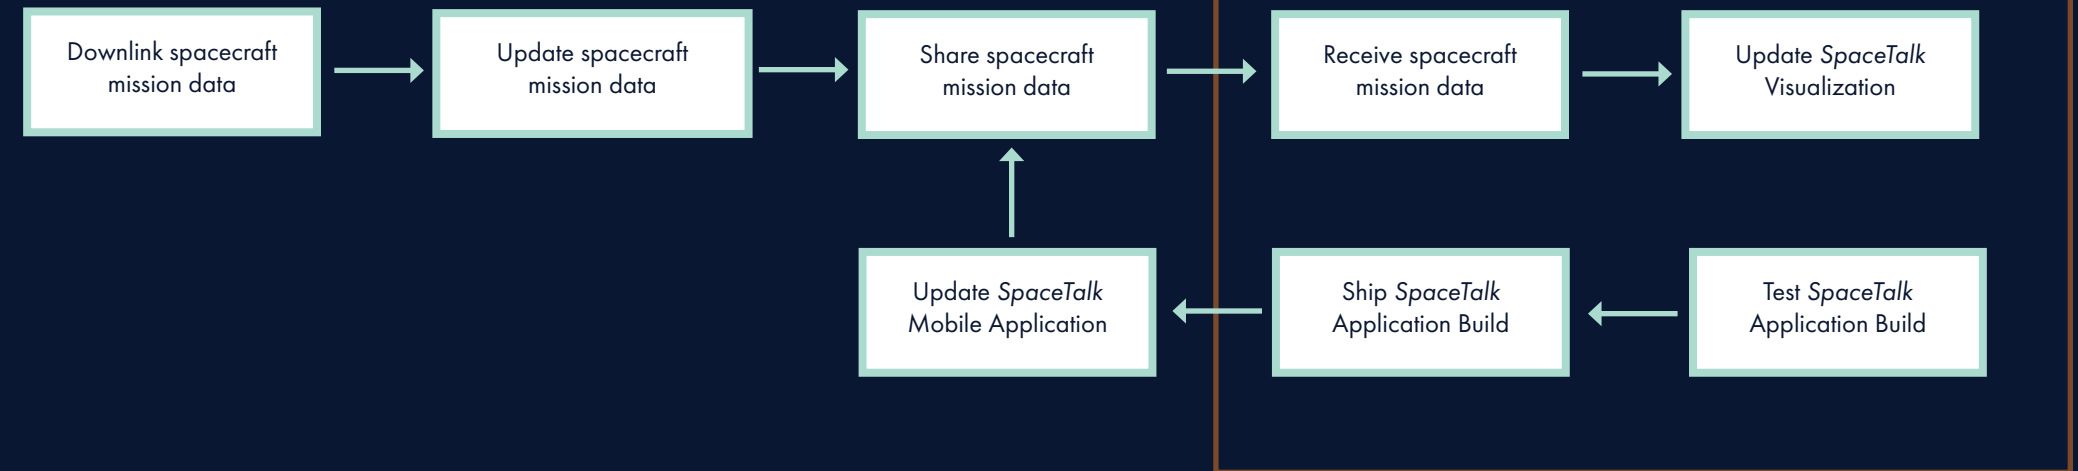 Downlink spacecraft
mission data
Update spacecraft
mission data
Share spacecraft
mission data
Receive spacecraft
mission data
Update SpaceTalk
Visualization
Update SpaceTalk
Mobile Application
Ship SpaceTalk
Application Build
Test SpaceTalk
Application Build